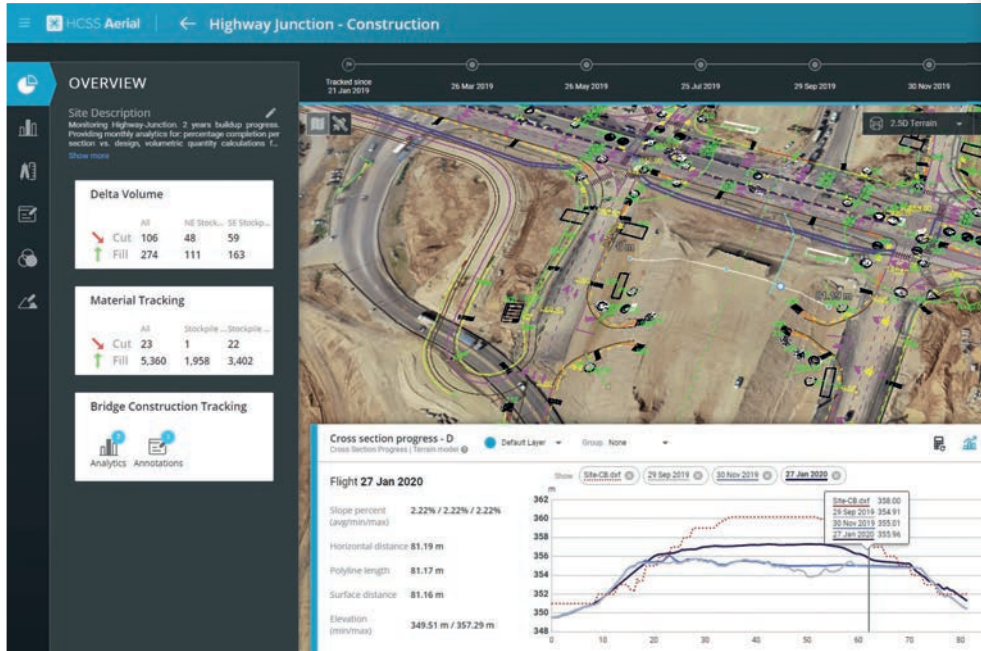 HCSS Aerial
Highway Junction - Construction
OVERVIEW
Site Description
Monitoring Highway-Junction. 2 years buildup progress.
Providing monthly analytics for: percentage completion per
section vs. design, volumetric quantity calculations f...
Show more
Delta Volume
All NE Stock... SE Stockp...
Cut 106 48 59
Fill 274 111 163
Material Tracking
All Stockpile ... Stockpile ...
Cut 23 1 22
Fill 5,360 1,958 3,402
Bridge Construction Tracking
Analytics Annotations
Tracked since
21 Jan 2019
26 Mar 2019
26 May 2019
25 Jul 2019
29 Sep 2019
30 Nov 2019
2.5D Terrain
Cross section progress - D
Cross Section Progress | Terrain model
Default Layer
Group None
Flight 27 Jan 2020
Slope percent
(avg/min/max)
2.22% / 2.22% / 2.22%
Horizontal distance 81.19 m
Polyline length 81.17 m
Surface distance 81.16 m
Elevation
(min/max)
349.51 m / 357.29 m
Show Site-CB.dxf 29 Sep 2019 30 Nov 2019 27 Jan 2020
m
362
360
358
356
354
352
350
348
0 10 20 30 40 50 60 70 80
Site-CB.dxf 358.00
29 Sep 2019 354.91
30 Nov 2019 355.01
27 Jan 2020 355.96